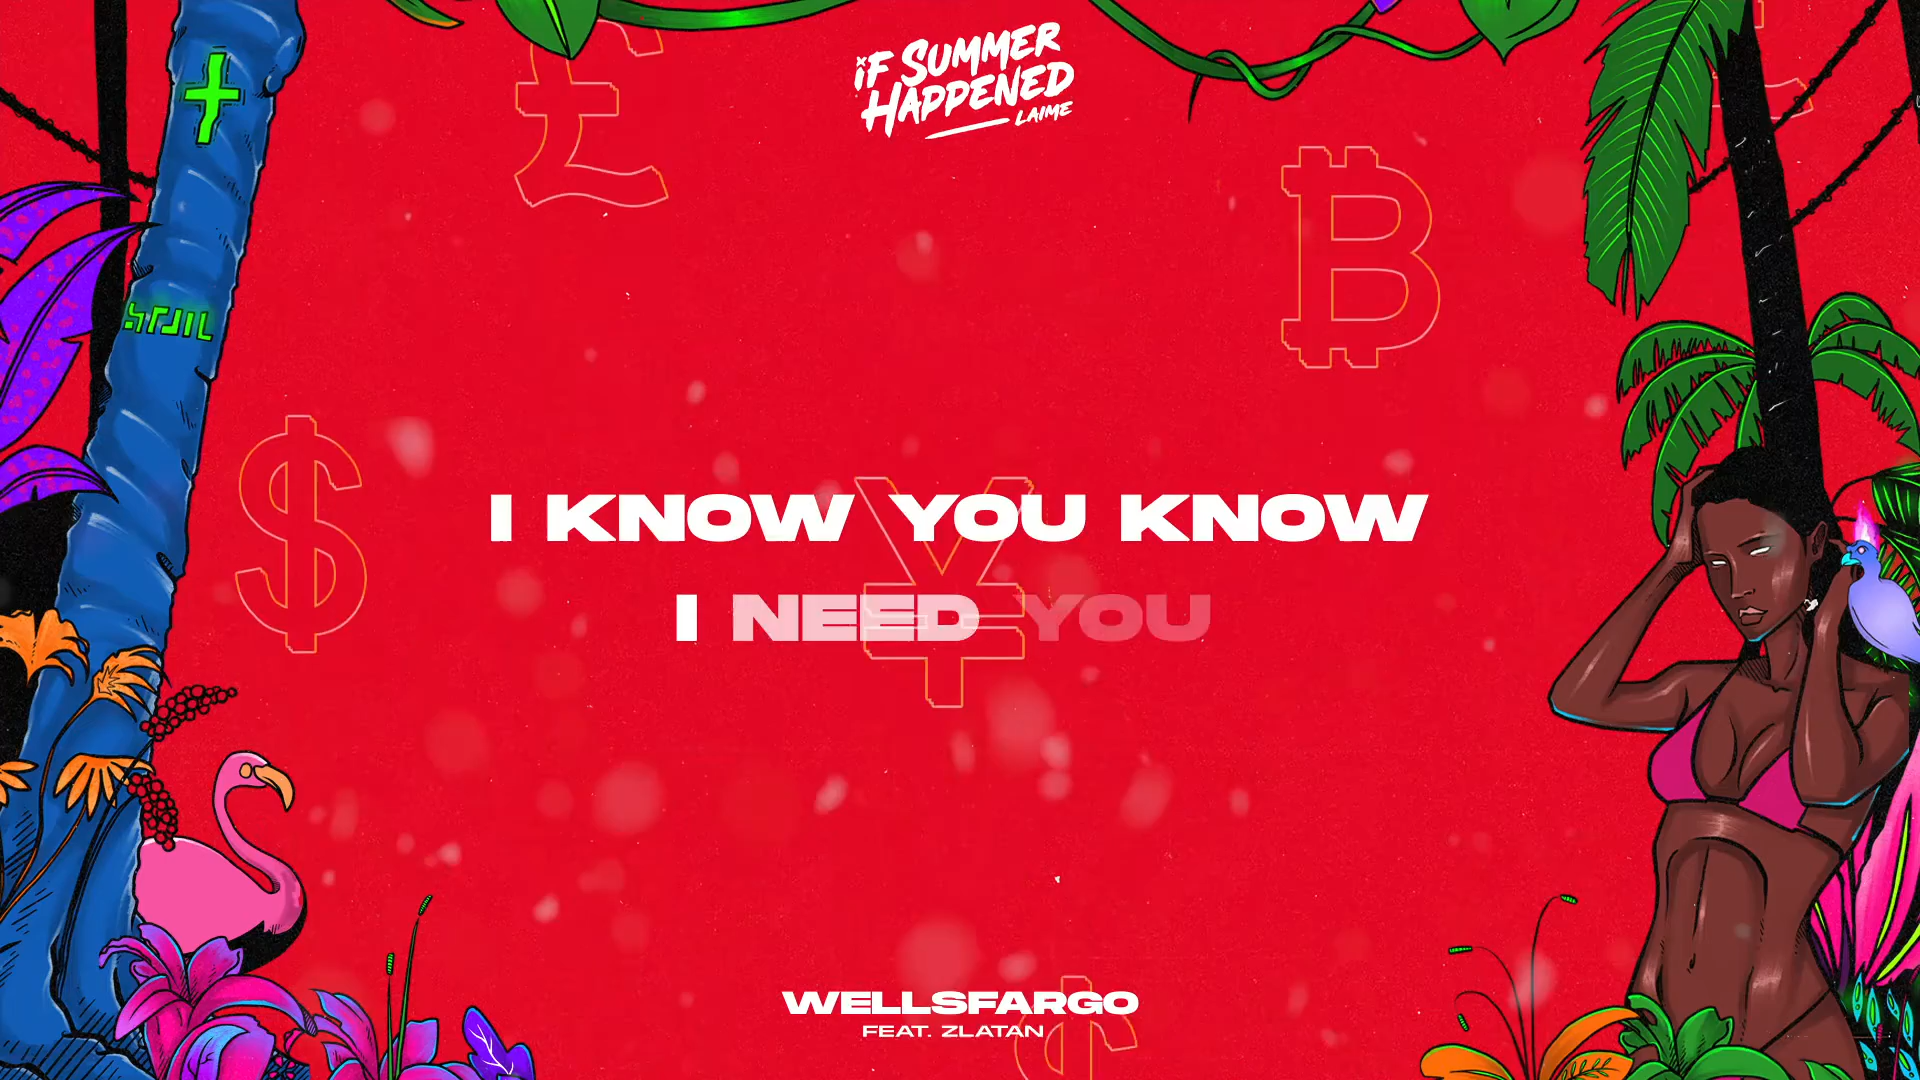 iF SUMMER
HAPPENED
LAIME
I KNOW YOU KNOW
I NEED YOU
WELLSFARGO
FEAT. ZLATAN